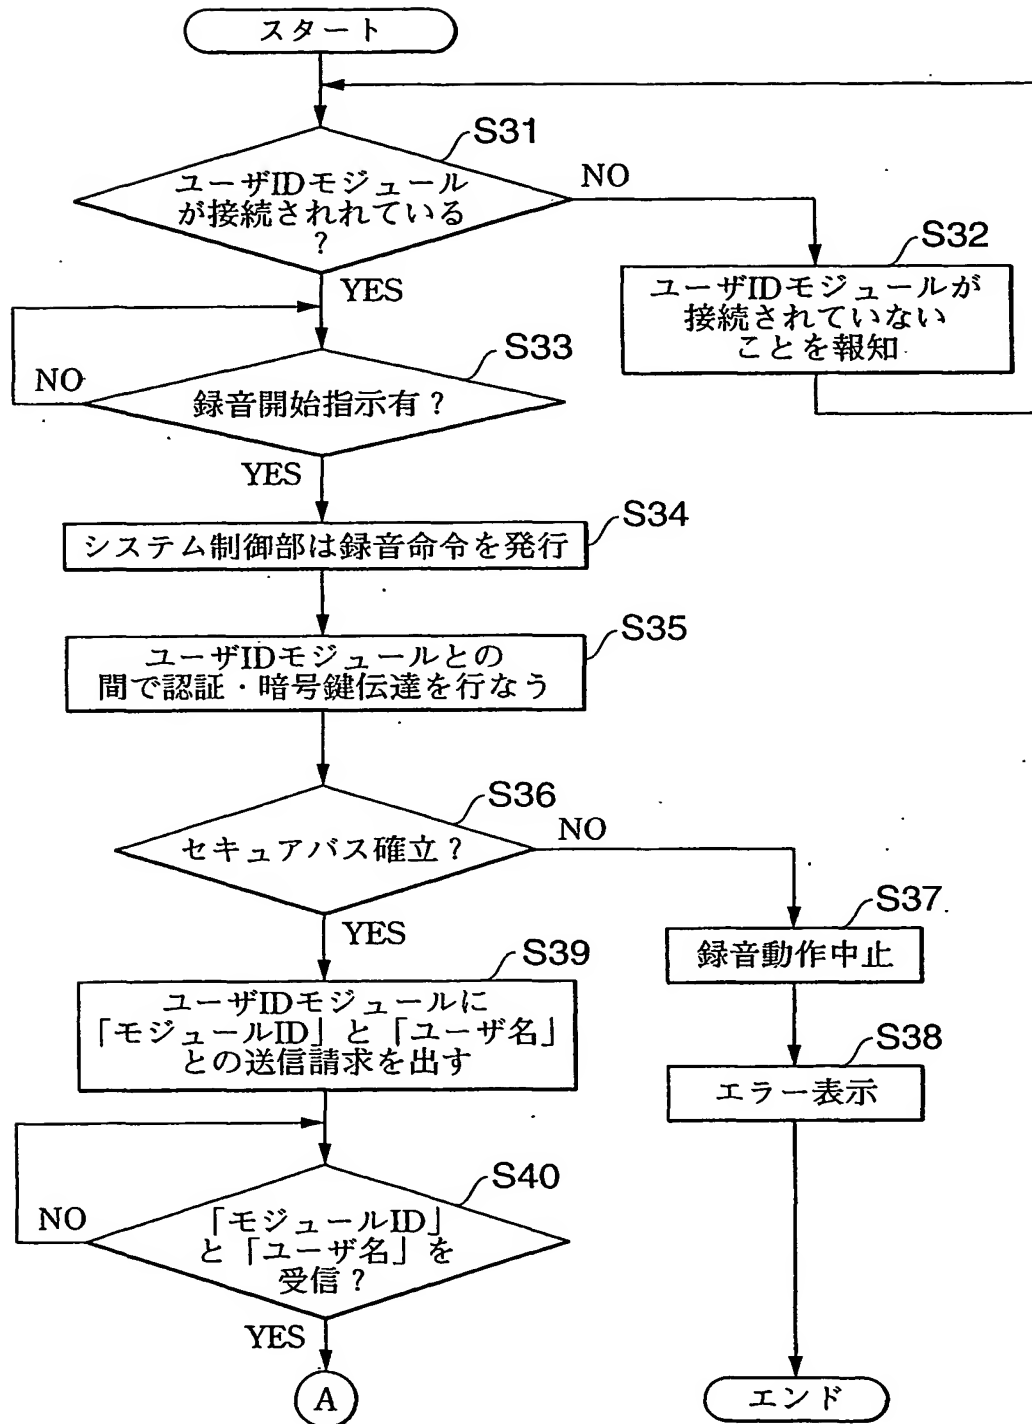 スタート
S31
ユーザIDモジュール
が接続されれている
?
NO
YES
S32
ユーザIDモジュールが
接続されていない
ことを報知
S33
NO
録音開始指示有?
YES
S34
システム制御部は録音命令を発行
S35
ユーザIDモジュールとの
間で認証・暗号鍵伝達を行なう
S36
セキュアバス確立?
NO
YES
S37
録音動作中止
S38
エラー表示
S39
ユーザIDモジュールに
「モジュールID」と「ユーザ名」
との送信請求を出す
S40
NO
「モジュールID」
と「ユーザ名」を
受信?
YES
A
エンド